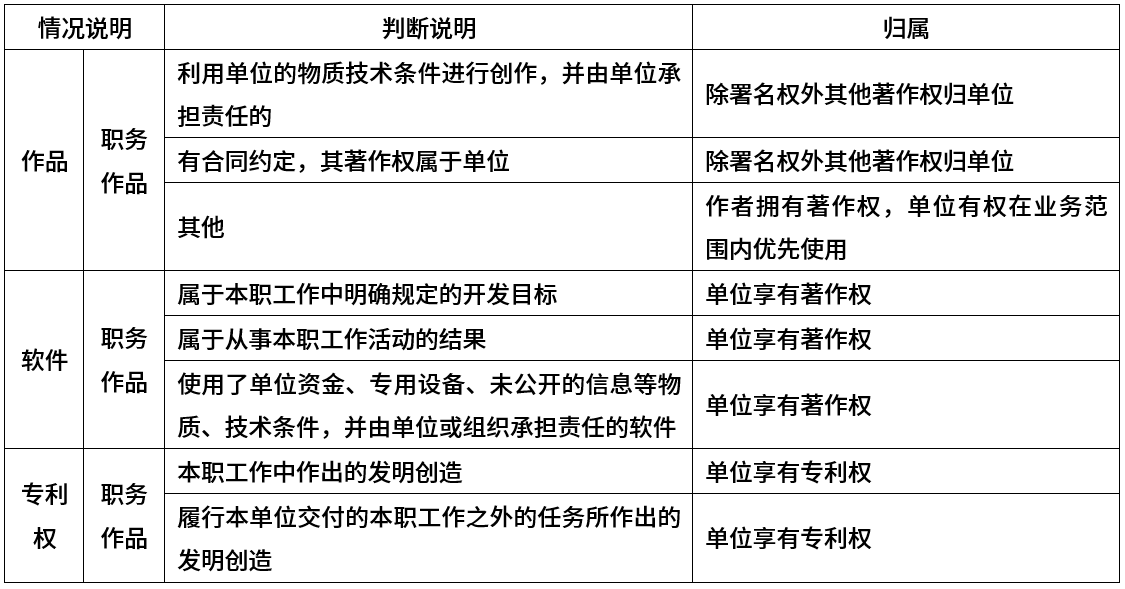 情况说明 判断说明 归属
作品
职务
作品
利用单位的物质技术条件进行创作，并由单位承
担责任的
除署名权外其他著作权归单位
有合同约定，其著作权属于单位
除署名权外其他著作权归单位
其他
作者拥有著作权，单位有权在业务范
围内优先使用
软件
职务
作品
属于本职工作中明确规定的开发目标
单位享有著作权
属于从事本职工作活动的结果
单位享有著作权
使用了单位资金、专用设备、未公开的信息等物
质、技术条件，并由单位或组织承担责任的软件
单位享有著作权
专利
权
职务
作品
本职工作中作出的发明创造
单位享有专利权
履行本单位交付的本职工作之外的任务所作出的
发明创造
单位享有专利权